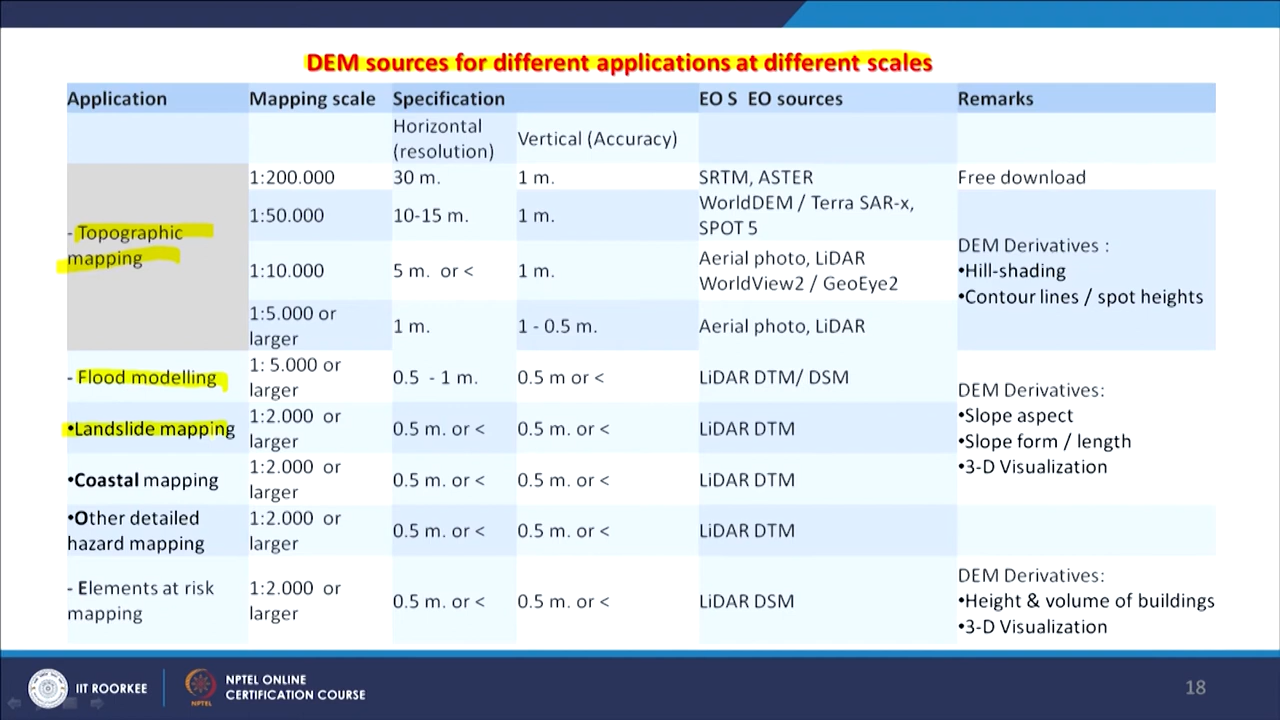 DEM sources for different applications at different scales
Application Mapping scale Specification EO S EO sources Remarks
Horizontal
(resolution) Vertical (Accuracy)
- Topographic
mapping
1:200.000 30 m. 1 m. SRTM, ASTER Free download
1:50.000 10-15 m. 1 m. WorldDEM / Terra SAR-x,
SPOT 5
1:10.000 5 m. or < 1 m. Aerial photo, LiDAR
WorldView2 / GeoEye2
1:5.000 or
larger 1 m. 1 - 0.5 m. Aerial photo, LiDAR
DEM Derivatives :
•Hill-shading
•Contour lines / spot heights
- Flood modelling 1: 5.000 or
larger 0.5 - 1 m. 0.5 m or < LiDAR DTM/ DSM
•Landslide mapping 1:2.000 or
larger 0.5 m. or < 0.5 m. or < LiDAR DTM
•Coastal mapping 1:2.000 or
larger 0.5 m. or < 0.5 m. or < LiDAR DTM
DEM Derivatives:
•Slope aspect
•Slope form / length
•3-D Visualization
•Other detailed
hazard mapping 1:2.000 or
larger 0.5 m. or < 0.5 m. or < LiDAR DTM
- Elements at risk
mapping 1:2.000 or
larger 0.5 m. or < 0.5 m. or < LiDAR DSM
DEM Derivatives:
•Height & volume of buildings
•3-D Visualization
IIT ROORKEE
NPTEL
NPTEL ONLINE
CERTIFICATION COURSE
18